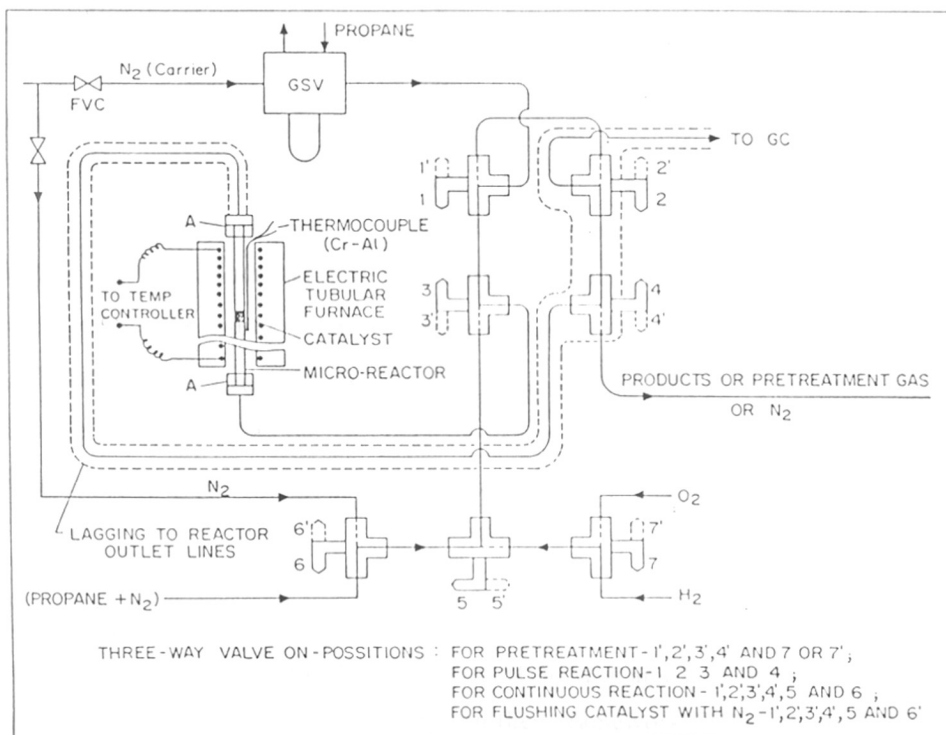 PROPANE
N2 (Carrier)
GSV
FVC
TO GC
1'
1
2'
2
A
THERMOCOUPLE
(Cr-Al)
ELECTRIC
TUBULAR
FURNACE
TO TEMP
CONTROLLER
CATALYST
A
MICRO-REACTOR
3
3'
4
4'
PRODUCTS OR PRETREATMENT GAS
OR N2
N2
O2
LAGGING TO REACTOR
OUTLET LINES
6'
6
7'
7
5 5'
(PROPANE + N2)
H2
THREE-WAY VALVE ON-POSSITIONS : FOR PRETREATMENT-1',2',3',4' AND 7 OR 7' ;
FOR PULSE REACTION-1 2 3 AND 4 ;
FOR CONTINUOUS REACTION - 1',2',3',4',5 AND 6 ;
FOR FLUSHING CATALYST WITH N2-1',2',3',4',5 AND 6'